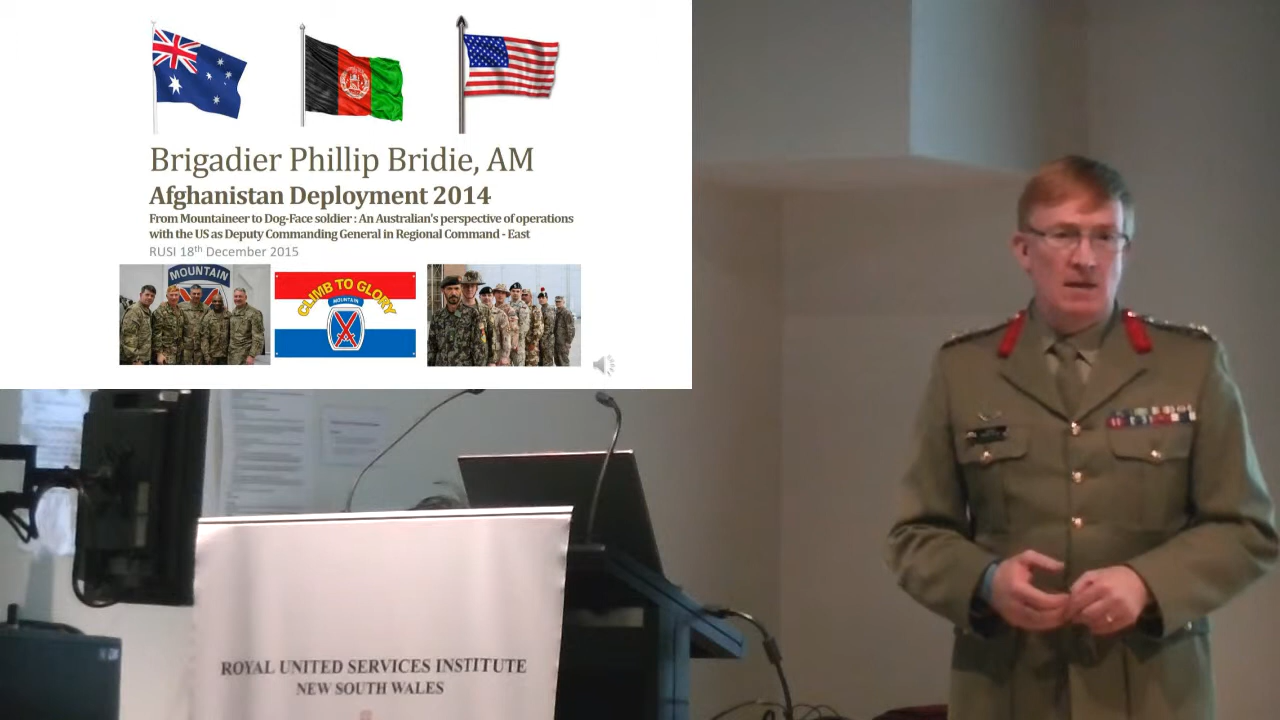 Brigadier Phillip Bridie, AM
Afghanistan Deployment 2014
From Mountaineer to Dog-Face soldier : An Australian's perspective of operations
with the US as Deputy Commanding General in Regional Command - East
RUSI 18th December 2015
MOUNTAIN
CLIMB TO GLORY
MOUNTAIN
ROYAL UNITED SERVICES INSTITUTE
NEW SOUTH WALES